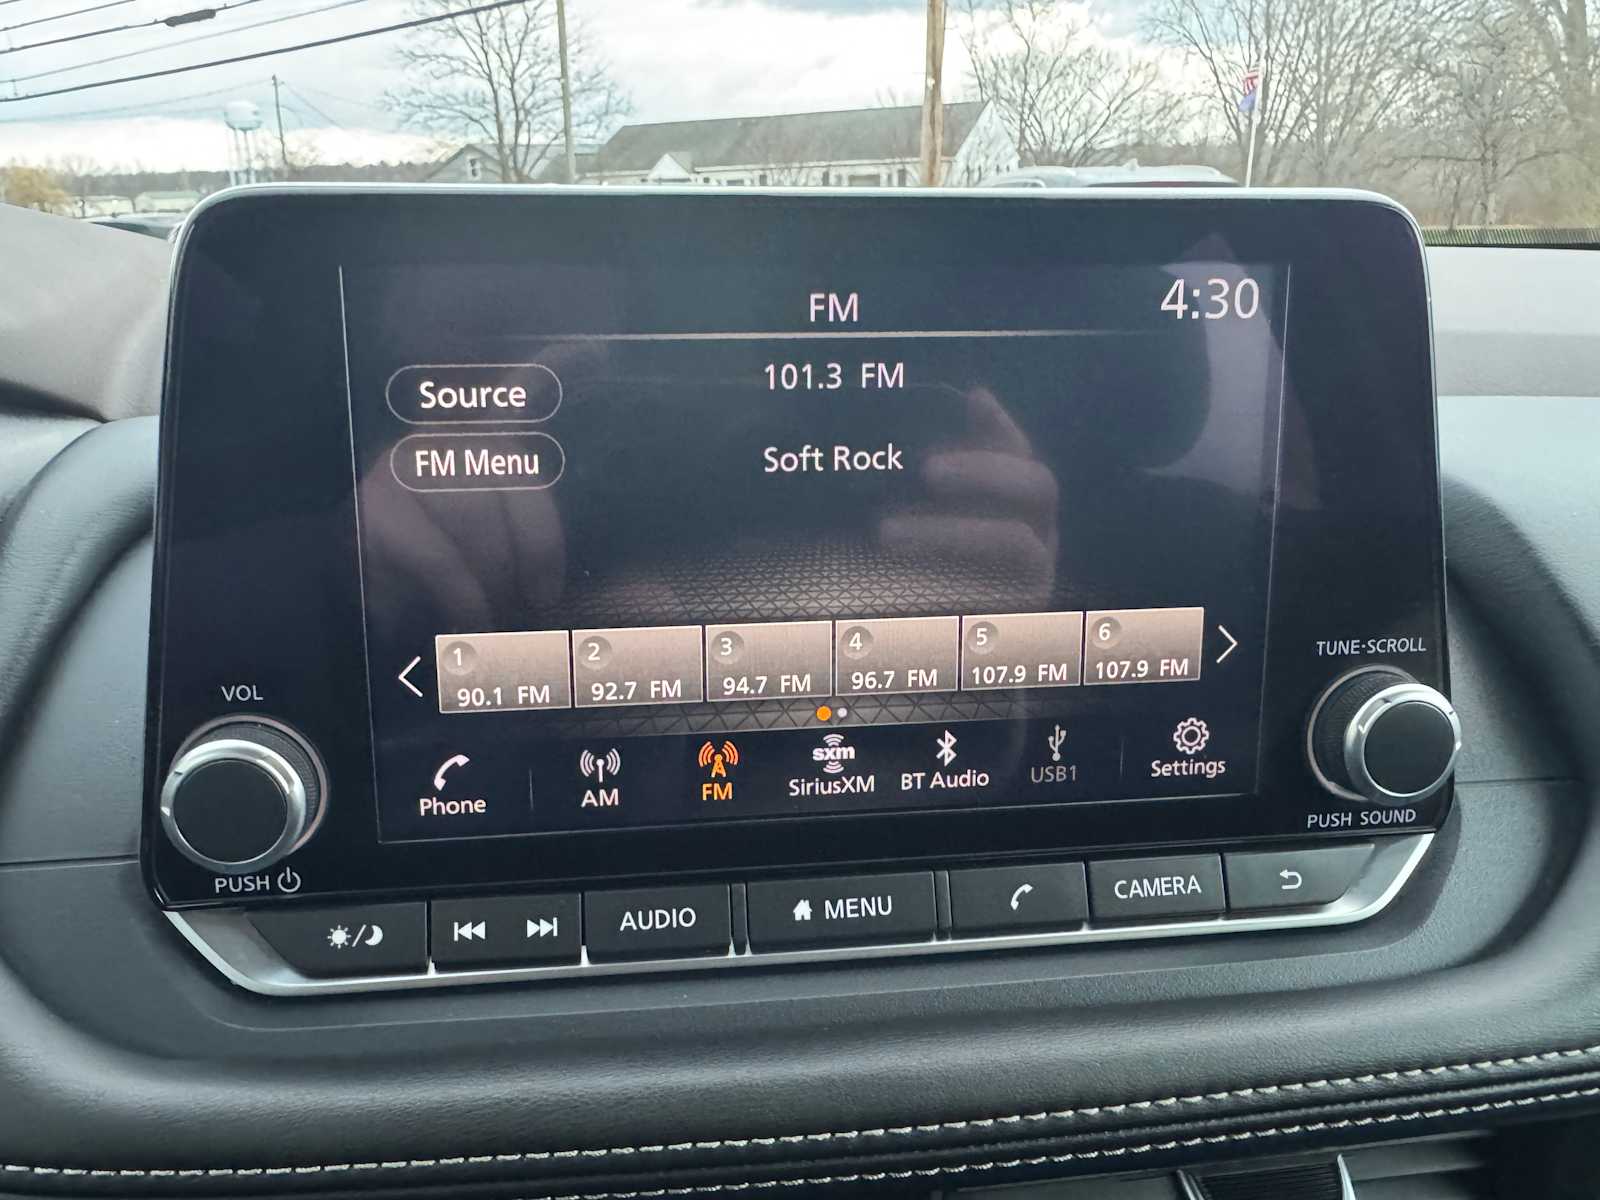 FM
4:30
Source
101.3 FM
FM Menu
Soft Rock
1
2
3
4
5
6
90.1 FM
92.7 FM
94.7 FM
96.7 FM
107.9 FM
107.9 FM
Phone
AM
FM
sxm
SiriusXM
BT Audio
USB1
Settings
VOL
PUSH
TUNE·SCROLL
PUSH SOUND
AUDIO
MENU
CAMERA